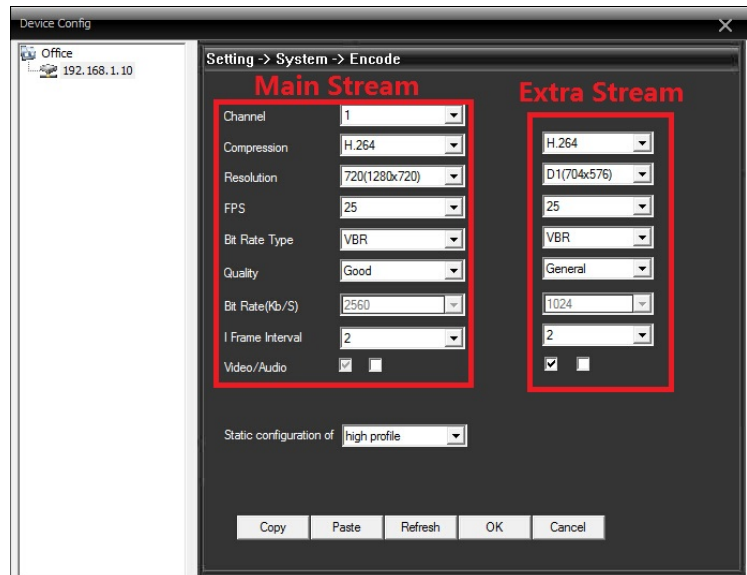 Device Config
Office
192.168.1.10
Setting -> System -> Encode
Main Stream
Extra Stream
Channel 1
Compression H.264 H.264
Resolution 720(1280x720) D1(704x576)
FPS 25 25
Bit Rate Type VBR VBR
Quality Good General
Bit Rate(Kb/S) 2560 1024
I Frame Interval 2 2
Video/Audio
Static configuration of high profile
Copy Paste Refresh OK Cancel